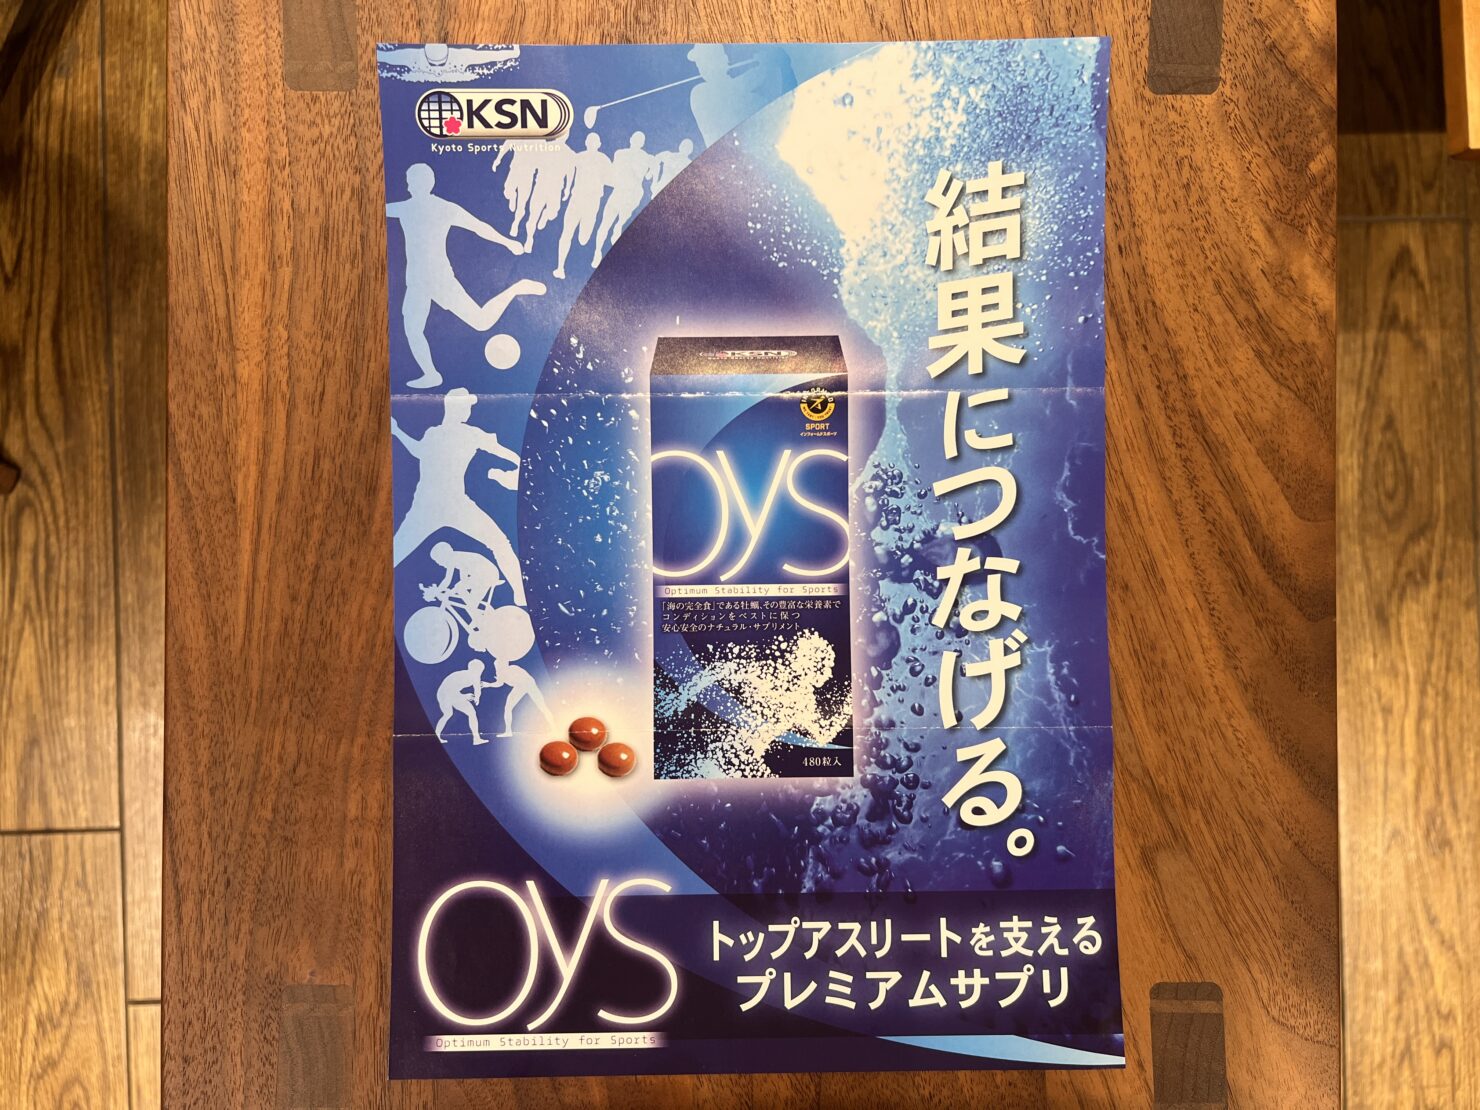 KSN
Kyoto Sports Nutrition
結果につなげる。
KSN
SPORT
インフォームドスポーツ
oys
Optimum Stability for Sports
「海の完全食」である牡蠣、その豊富な栄養素で
コンディションをベストに保つ
安心安全のナチュラル・サプリメント
480粒入
oys
Optimum Stability for Sports
トップアスリートを支える
プレミアムサプリ